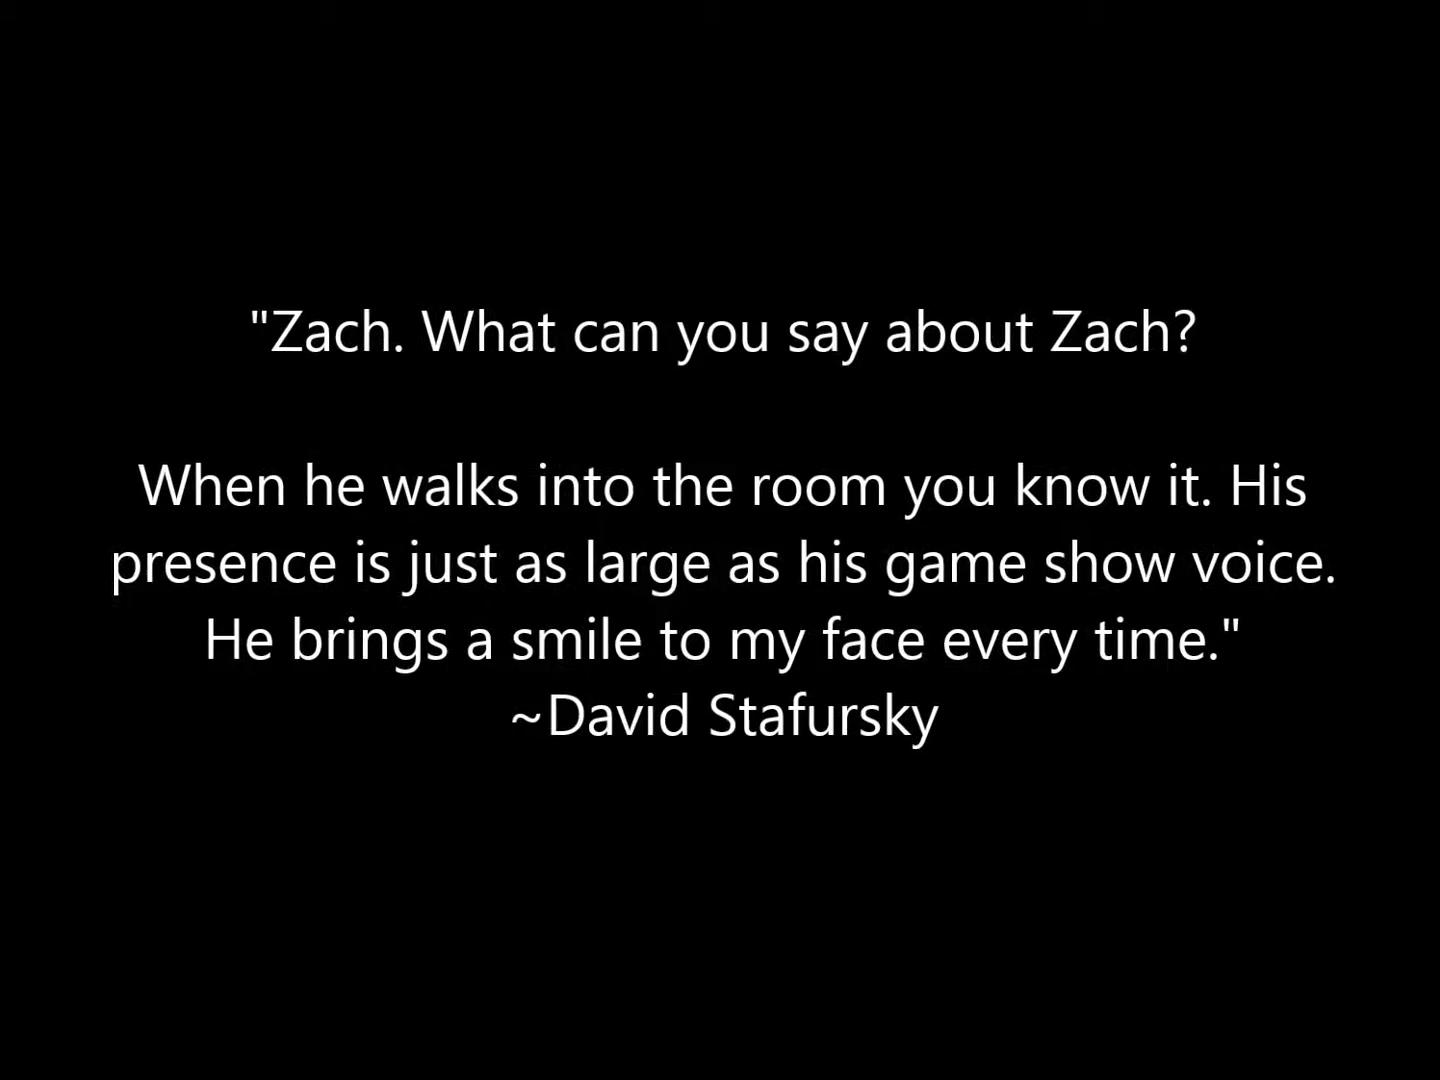 "Zach. What can you say about Zach?
When he walks into the room you know it. His
presence is just as large as his game show voice.
He brings a smile to my face every time."
~David Stafursky